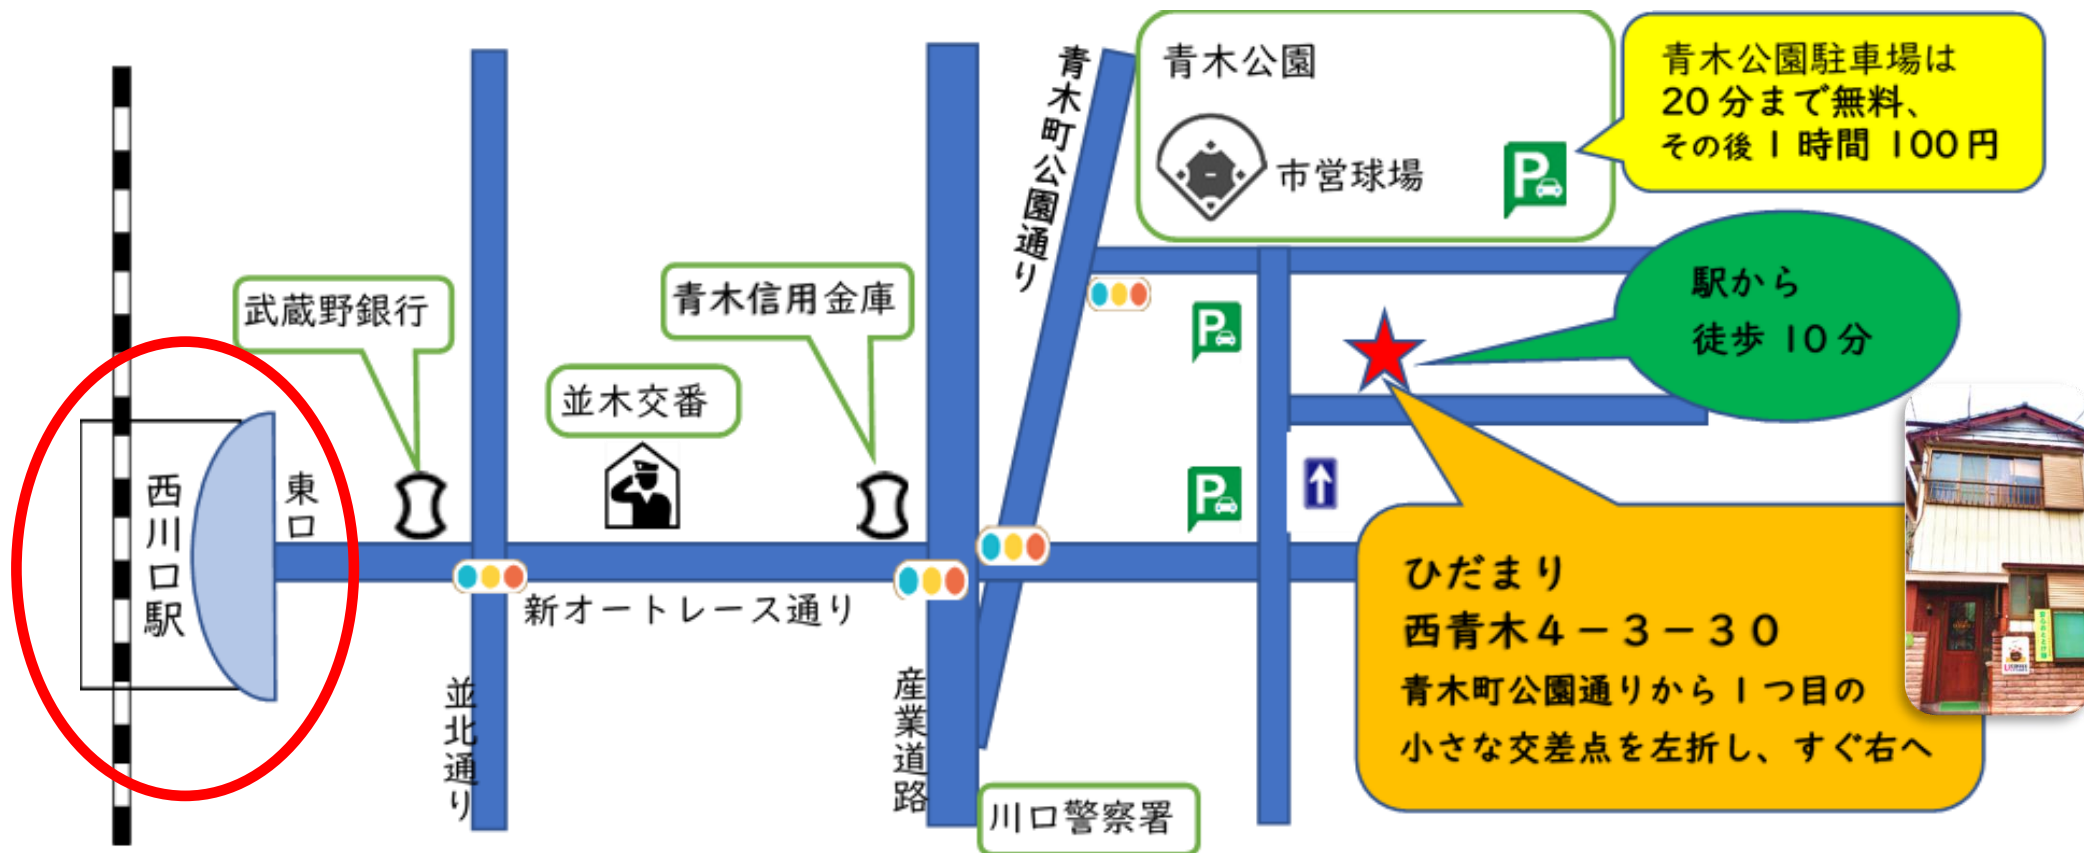 青木公園
市営球場
青木公園駐車場は
20分まで無料、
その後1時間100円
青木町公園通り
駅から
徒歩10分
武蔵野銀行
青木信用金庫
並木交番
西川口駅
東口
新オートレース通り
並北通り
産業道路
川口警察署
ひだまり
西青木4-3-30
青木町公園通りから1つ目の
小さな交差点を左折し、すぐ右へ
P
P
P